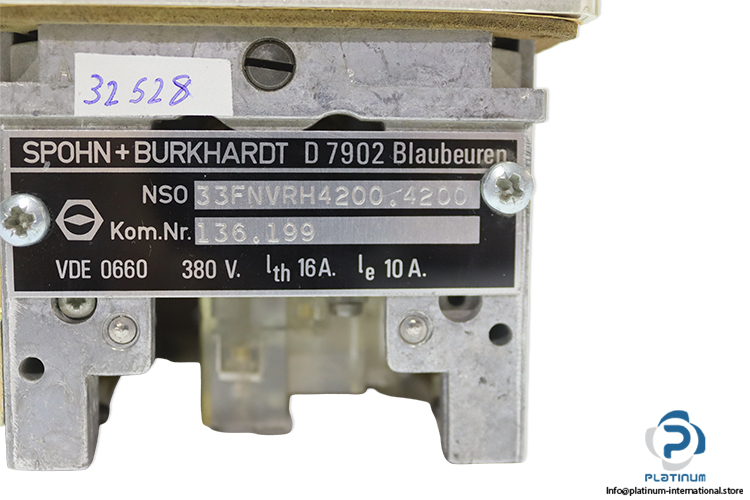 32528
SPOHN+BURKHARDT D 7902 Blaubeuren
NSO 33FNVRH4200.4200
Kom.Nr. 136.199
VDE 0660 380 V. Ith 16A. Ie 10 A.
PLATINUM
Info@platinum-international.store